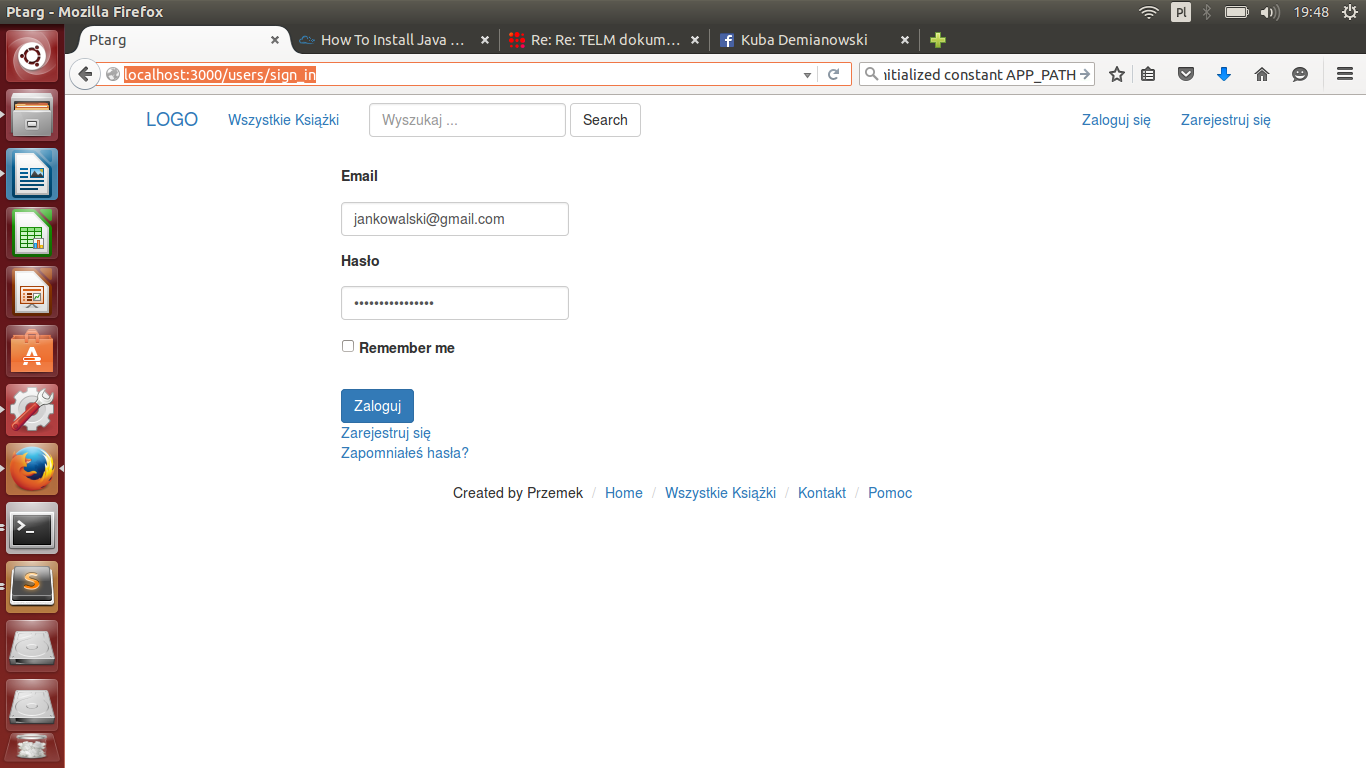 Ptarg - Mozilla Firefox
Pl
19:48
Ptarg
How To Install Java ...
Re: Re: TELM dokum...
Kuba Demianowski
localhost:3000/users/sign_in
nitialized constant APP_PATH
LOGO Wszystkie Książki Wyszukaj ... Search Zaloguj się Zarejestruj się
Email
jankowalski@gmail.com
Hasło
••••••••••••••••
Remember me
Zaloguj
Zarejestruj się
Zapomniałeś hasła?
Created by Przemek / Home / Wszystkie Książki / Kontakt / Pomoc